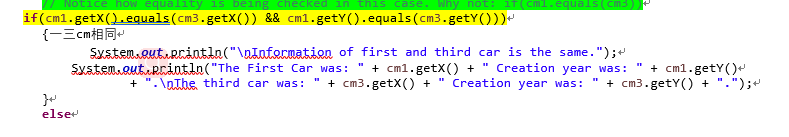 // Notice how equality is being checked in this case. Why not: if(cm1.equals(cm3))
if(cm1.getX().equals(cm3.getX()) && cm1.getY().equals(cm3.getY()))
{一三cm相同
System.out.println("\nInformation of first and third car is the same.");
System.out.println("The First Car was: " + cm1.getX() + " Creation year was: " + cm1.getY()
+ ".\nThe third car was: " + cm3.getX() + " Creation year was: " + cm3.getY() + ".");
}
else